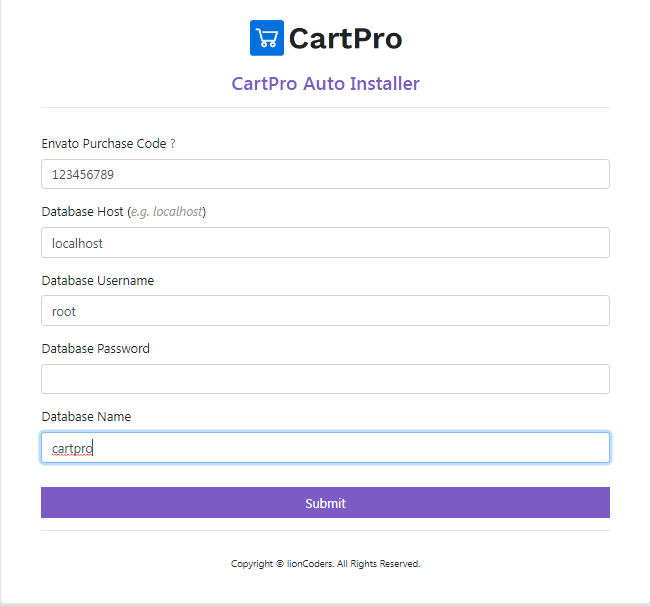 CartPro
CartPro Auto Installer
Envato Purchase Code ?
123456789
Database Host (e.g. localhost)
localhost
Database Username
root
Database Password
Database Name
cartpro
Submit
Copyright © lionCoders. All Rights Reserved.